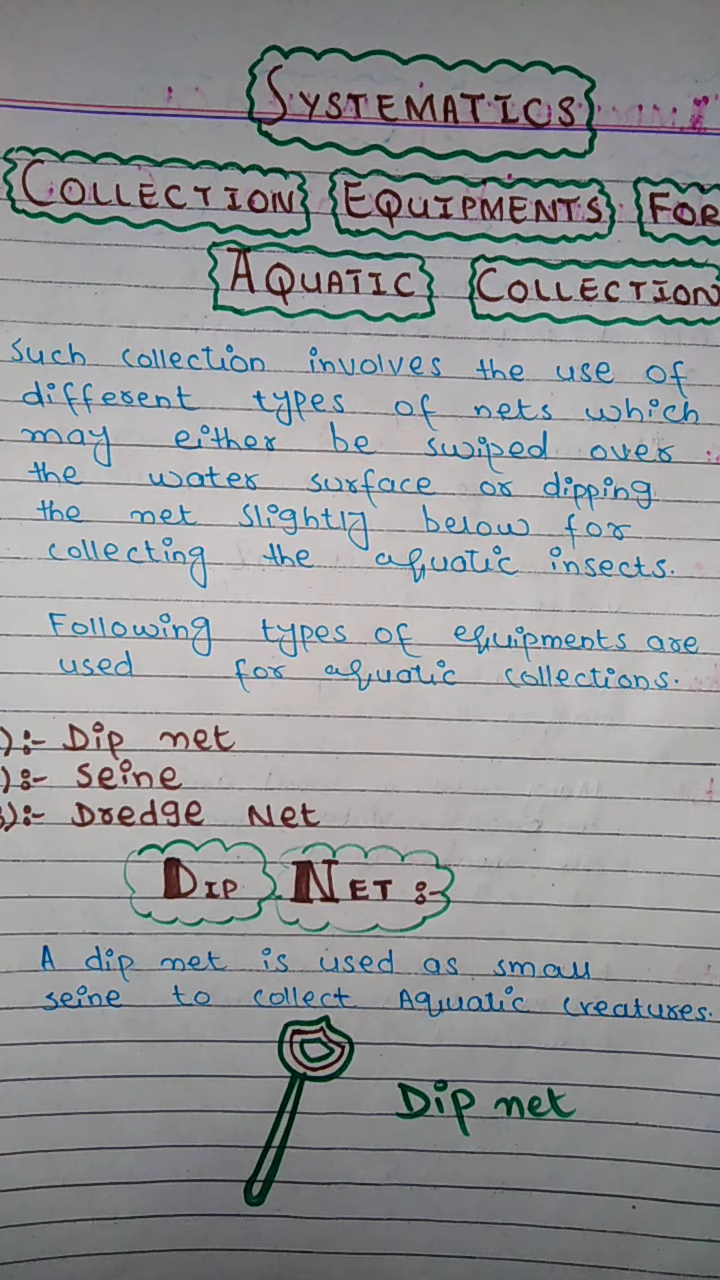 SYSTEMATICS
COLLECTION EQUIPMENTS FOR
AQUATIC COLLECTION
Such collection involves the use of
different types of nets which
may either be swiped over
the water surface or dipping
the net slightly below for
collecting the aquatic insects.
Following types of equipments are
used for aquatic collections.
):- Dip net
):- Seine
3):- Dredge Net
DIP NET :-
A dip net is used as small
seine to collect Aquatic creatures.
Dip net